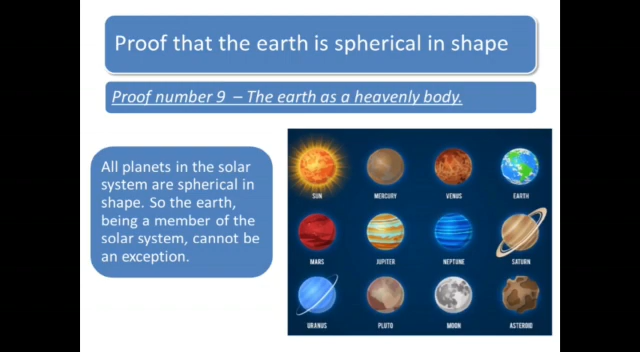 Proof that the earth is spherical in shape
Proof number 9 – The earth as a heavenly body.
All planets in the solar
system are spherical in
shape. So the earth,
being a member of the
solar system, cannot be
an exception.
SUN MERCURY VENUS EARTH
MARS JUPITER NEPTUNE SATURN
URANUS PLUTO MOON ASTEROID